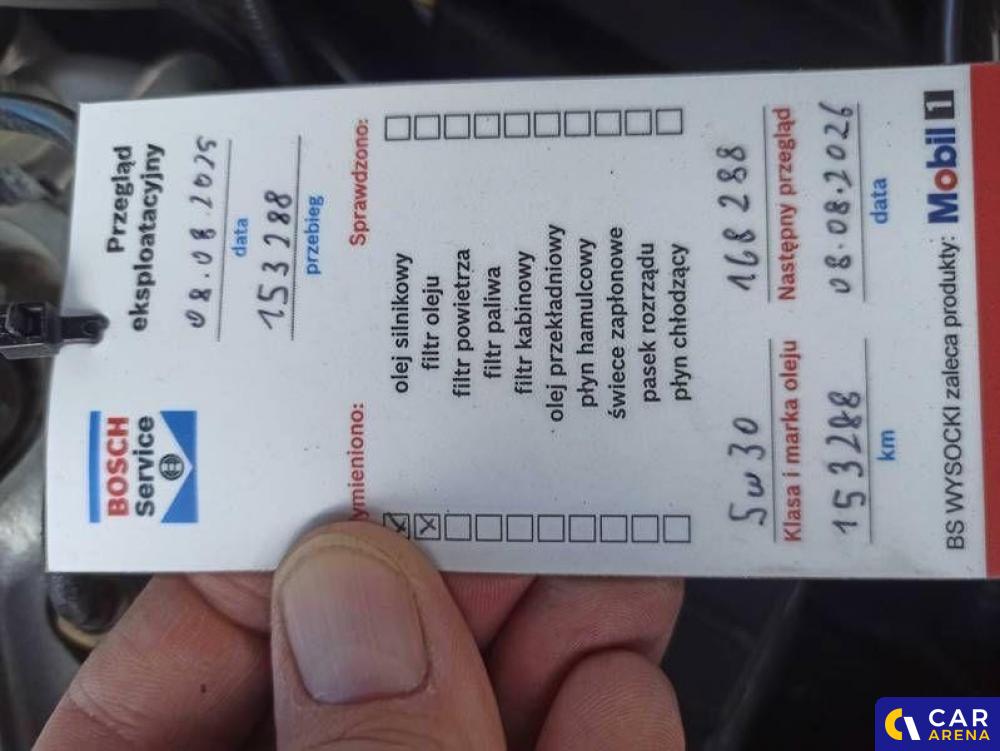 BOSCH
Service
Przegląd
eksploatacyjny
08.08.2025
data
153288
przebieg
ymieniono:
Sprawdzono:
olej silnikowy
filtr oleju
filtr powietrza
filtr paliwa
filtr kabinowy
olej przekładniowy
płyn hamulcowy
świece zapłonowe
pasek rozrządu
płyn chłodzący
5w30
168288
Klasa i marka oleju
Następny przegląd
153288
08.08.2026
km
data
BS WYSOCKI zaleca produkty: Mobil 1
CAR
ARENA